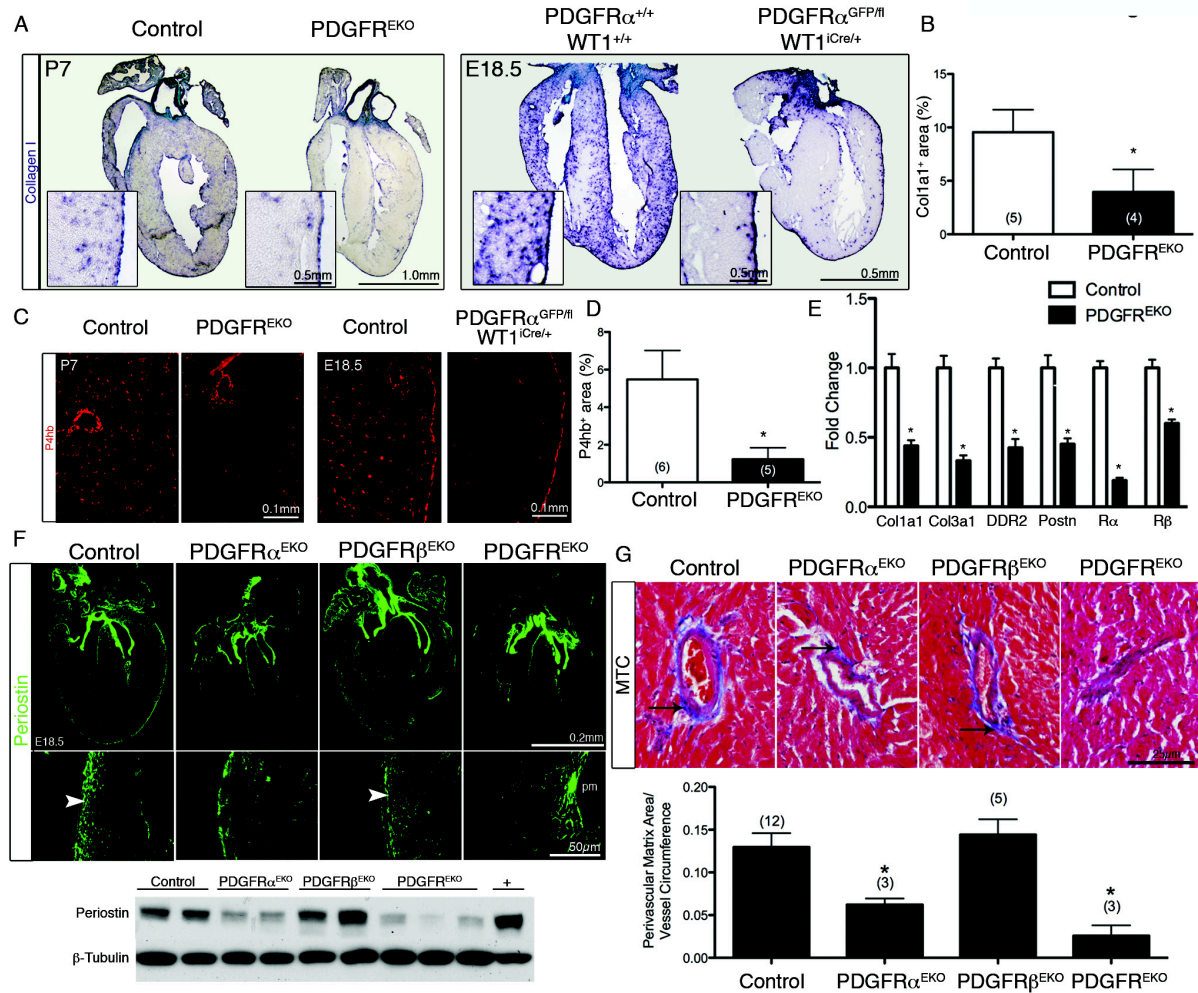 A
Control
PDGFR^EKO
PDGFRα^+/+
WT1^+/+
PDGFRα^GFP/fl
WT1^iCre/+
Collagen I
P7
0.5mm
1.0mm
E18.5
0.5mm
0.5mm
B
Col1a1⁺ area (%)
15
10
5
0
*
(5)
(4)
Control
PDGFR^EKO
C
Control
PDGFR^EKO
PDGFRα^GFP/fl
WT1^iCre/+
P4hb
P7
0.1mm
E18.5
0.1mm
D
P4hb⁺ area (%)
8
6
4
2
0
*
(6)
(5)
Control
PDGFR^EKO
E
Control
PDGFR^EKO
Fold Change
1.5
1.0
0.5
0.0
*
*
*
*
*
*
Col1a1
Col3a1
DDR2
Postn
Rα
Rβ
F
Control
PDGFRα^EKO
PDGFRβ^EKO
PDGFR^EKO
Periostin
E18.5
0.2mm
pm
50µm
Control
PDGFRα^EKO
PDGFRβ^EKO
PDGFR^EKO
+
Periostin
β-Tubulin
G
Control
PDGFRα^EKO
PDGFRβ^EKO
PDGFR^EKO
MTC
25µm
Perivascular Matrix Area/
Vessel Circumference
0.20
0.15
0.10
0.05
0.00
(12)
*
(3)
(5)
*
(3)
Control
PDGFRα^EKO
PDGFRβ^EKO
PDGFR^EKO